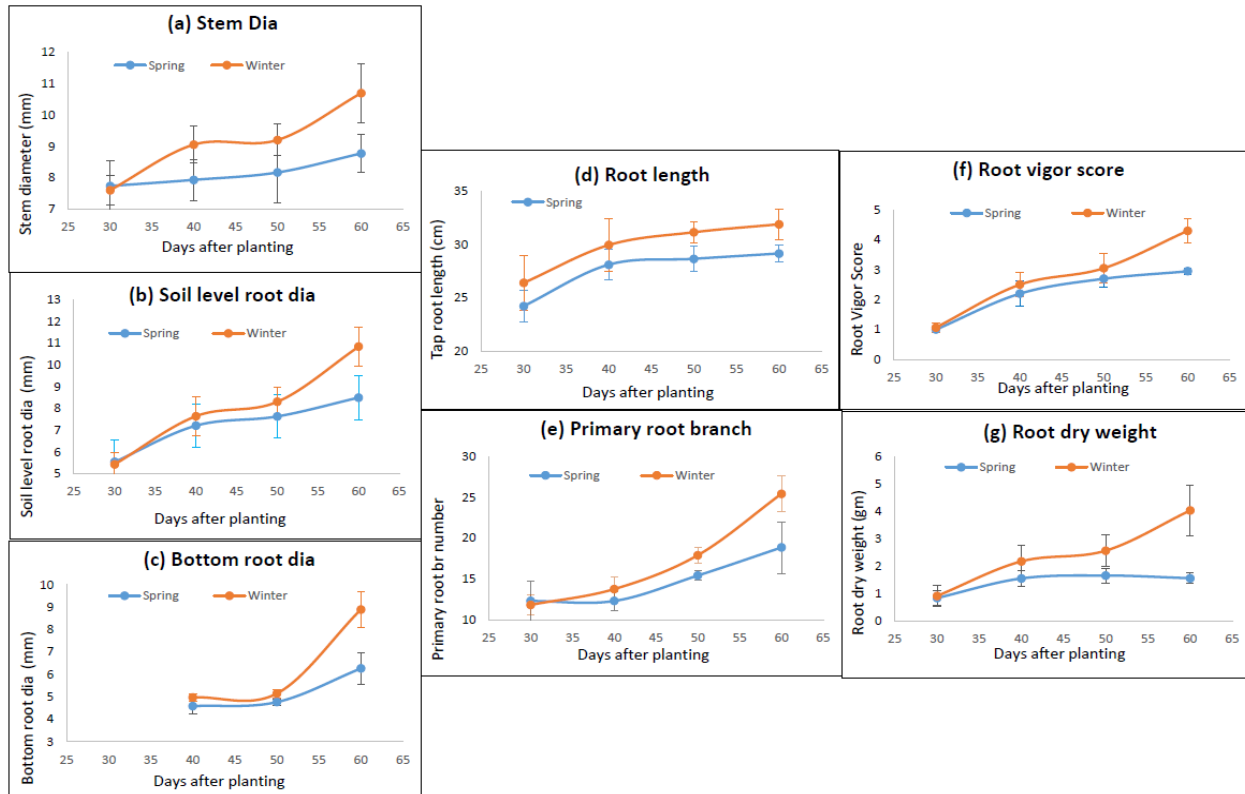 (a) Stem Dia
Spring Winter
Stem diameter (mm)
12
11
10
9
8
7
25 30 35 40 45 50 55 60 65
Days after planting
(b) Soil level root dia
Spring Winter
Soil level root dia (mm)
13
12
11
10
9
8
7
6
5
25 30 35 40 45 50 55 60 65
Days after planting
(c) Bottom root dia
Spring Winter
Bottom root dia (mm)
10
9
8
7
6
5
4
3
25 30 35 40 45 50 55 60 65
Days after planting
(d) Root length
Spring
Tap root length (cm)
35
30
25
20
25 30 35 40 45 50 55 60 65
Days after planting
(e) Primary root branch
Spring Winter
Primary root br number
30
25
20
15
10
25 30 35 40 45 50 55 60 65
Days after planting
(f) Root vigor score
Spring Winter
Root Vigor Score
5
4
3
2
1
0
25 30 35 40 45 50 55 60 65
Days after planting
(g) Root dry weight
Spring Winter
Root dry weight (gm)
6
5
4
3
2
1
0
25 30 35 40 45 50 55 60 65
Days after planting